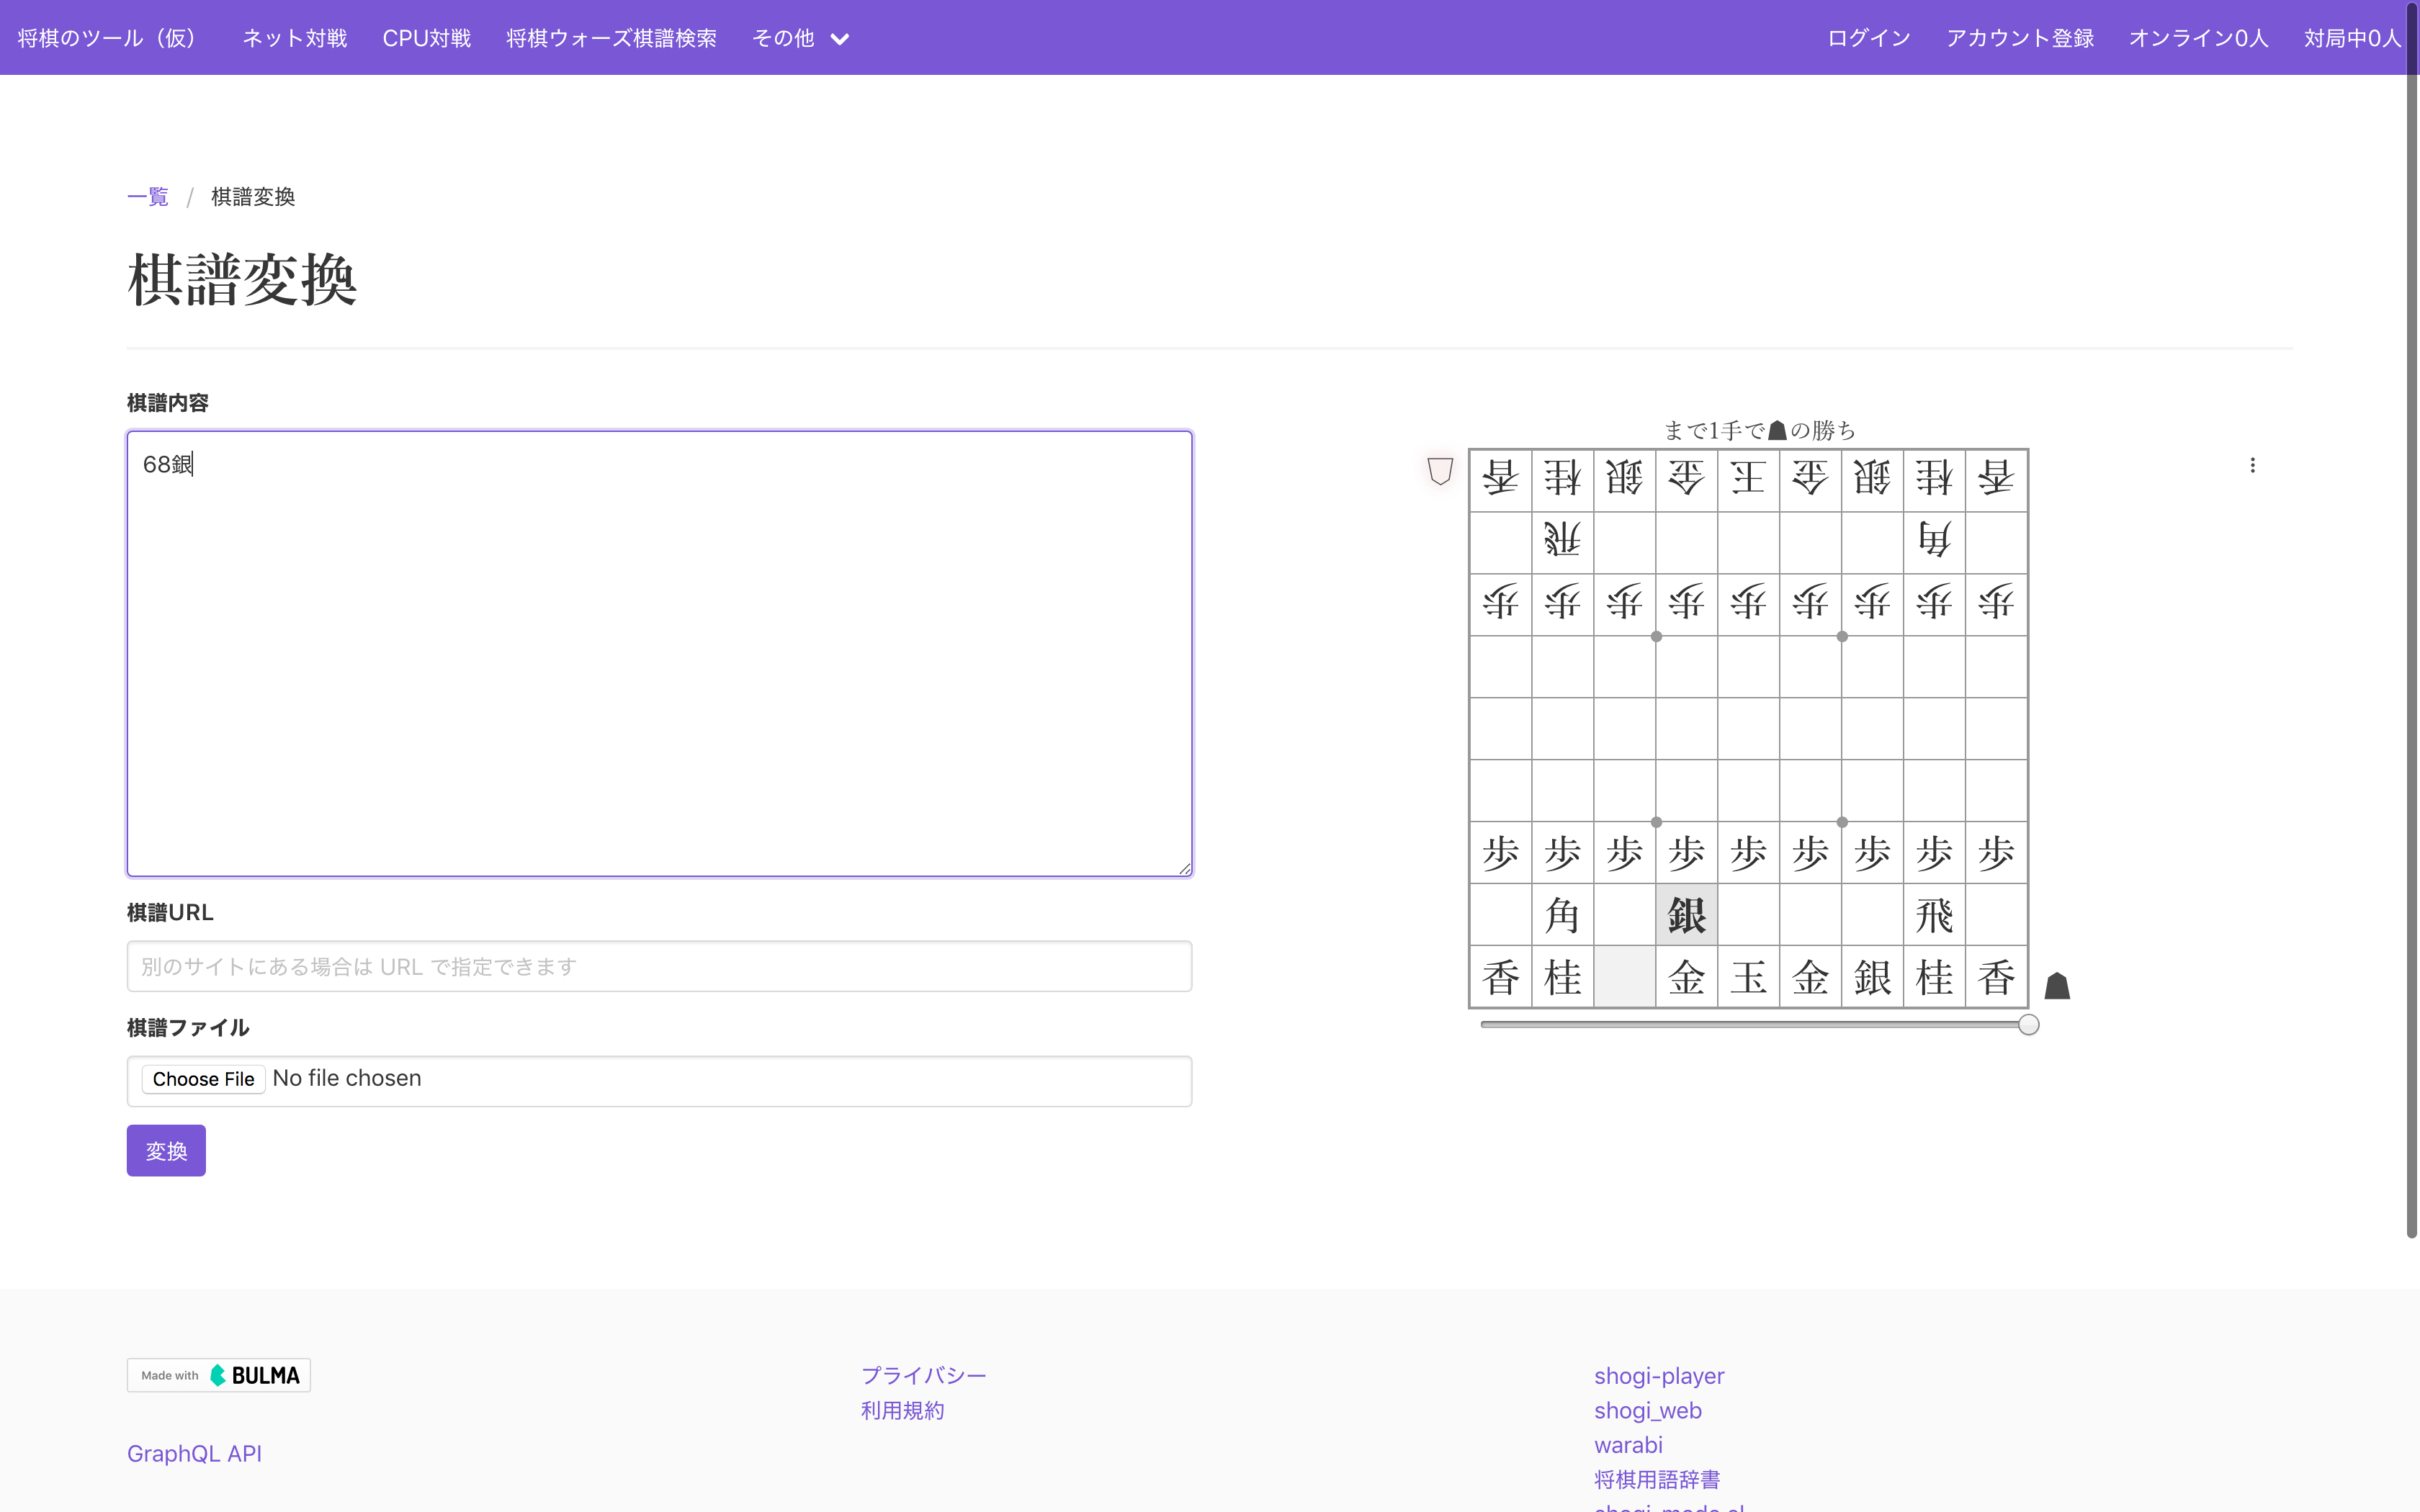 将棋のツール（仮） ネット対戦 CPU対戦 将棋ウォーズ棋譜検索 その他 ログイン アカウント登録 オンライン0人 対局中0人
一覧 / 棋譜変換
棋譜変換
棋譜内容
68銀
棋譜URL
別のサイトにある場合は URL で指定できます
棋譜ファイル
Choose File No file chosen
変換
まで1手で☗の勝ち
香 桂 銀 金 王 金 銀 桂 香
飛 角
歩 歩 歩 歩 歩 歩 歩 歩 歩
歩 歩 歩 歩 歩 歩 歩 歩 歩
角 銀 飛
香 桂 金 玉 金 銀 桂 香
Made with BULMA
GraphQL API
プライバシー
利用規約
shogi-player
shogi_web
warabi
将棋用語辞書